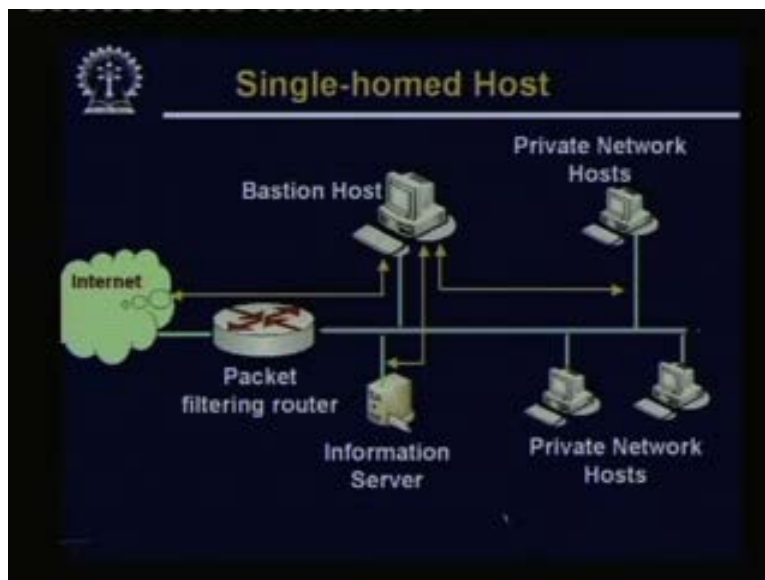 Single-homed Host
Private Network
Hosts
Bastion Host
Internet
Packet
filtering router
Information
Server
Private Network
Hosts